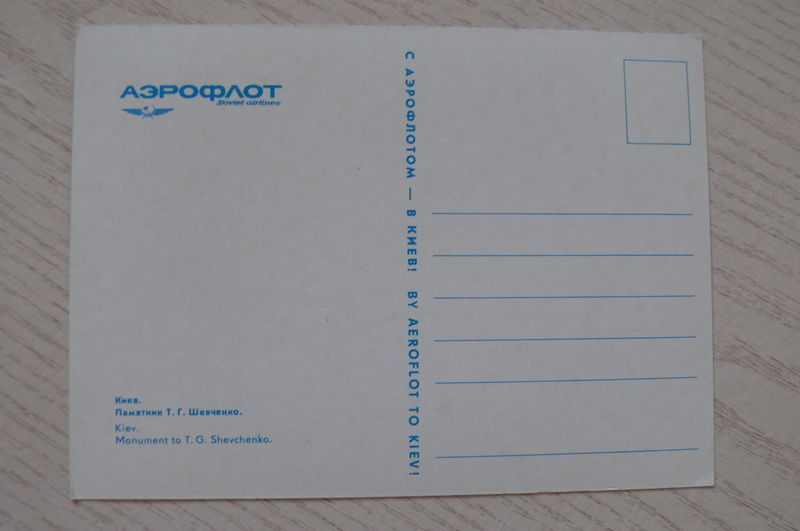 АЭРОФЛОТ
Soviet airlines
С АЭРОФЛОТОМ — В КИЕВ! BY AEROFLOT TO KIEV!
Киев.
Памятник Т. Г. Шевченко.
Kiev.
Monument to T. G. Shevchenko.